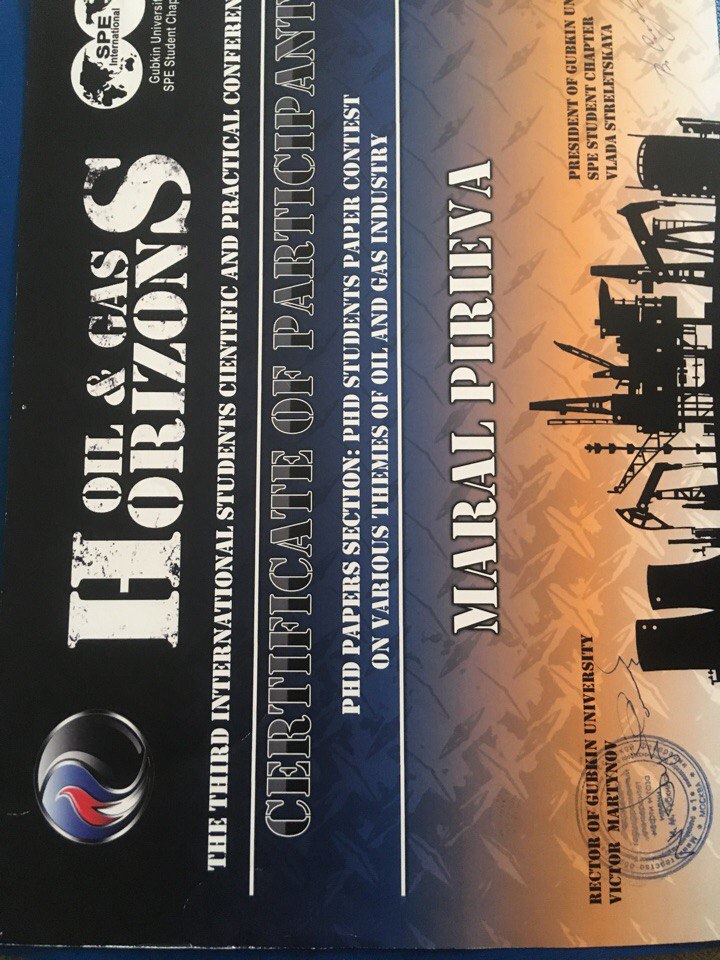 SPE
International
Gubkin
SPE Student
OIL & GAS
HORIZONS
THE THIRD INTERNATIONAL STUDENTS CIENTIFIC AND PRACTICAL CONFEREN
CERTIFICATE OF PARTICIPANT
PHD PAPERS SECTION: PHD STUDENTS PAPER CONTEST
ON VARIOUS THEMES OF OIL AND GAS INDUSTRY
MARAL PIRIEVA
RECTOR OF GUBKIN UNIVERSITY
VICTOR MARTYNOV
PRESIDENT OF GUBKIN UN
SPE STUDENT CHAPTER
VLADA STRELETSKAYA